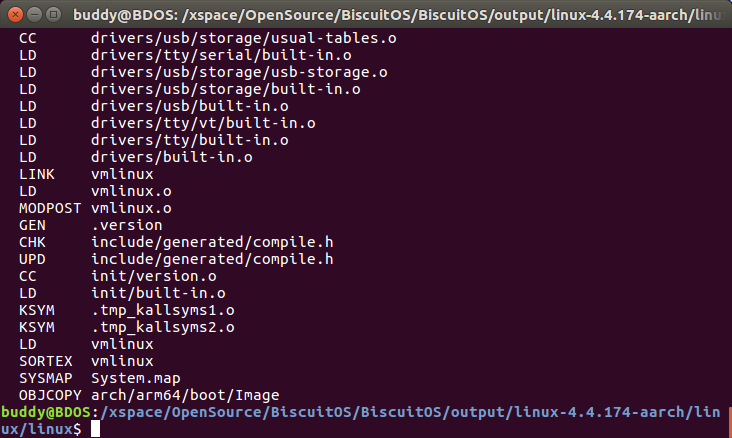 buddy@BDOS: /xspace/OpenSource/BiscuitOS/BiscuitOS/output/linux-4.4.174-aarch/linu
CC drivers/usb/storage/usual-tables.o
LD drivers/tty/serial/built-in.o
LD drivers/usb/storage/usb-storage.o
LD drivers/usb/storage/built-in.o
LD drivers/usb/built-in.o
LD drivers/tty/vt/built-in.o
LD drivers/tty/built-in.o
LD drivers/built-in.o
LINK vmlinux
LD vmlinux.o
MODPOST vmlinux.o
GEN .version
CHK include/generated/compile.h
UPD include/generated/compile.h
CC init/version.o
LD init/built-in.o
KSYM .tmp_kallsyms1.o
KSYM .tmp_kallsyms2.o
LD vmlinux
SORTEX vmlinux
SYSMAP System.map
OBJCOPY arch/arm64/boot/Image
buddy@BDOS:/xspace/OpenSource/BiscuitOS/BiscuitOS/output/linux-4.4.174-aarch/lin
ux/linux$